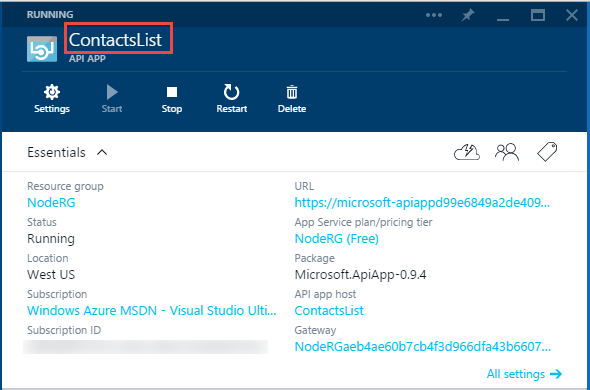 RUNNING
ContactsList
API APP
Settings
Start
Stop
Restart
Delete
Essentials
Resource group
NodeRG
Status
Running
Location
West US
Subscription
Windows Azure MSDN - Visual Studio Ulti...
Subscription ID
URL
https://microsoft-apiappd99e6849a2de409...
App Service plan/pricing tier
NodeRG (Free)
Package
Microsoft.ApiApp-0.9.4
API app host
ContactsList
Gateway
NodeRGaeb4ae60b7cb4f3d966dfa43b6607...
All settings